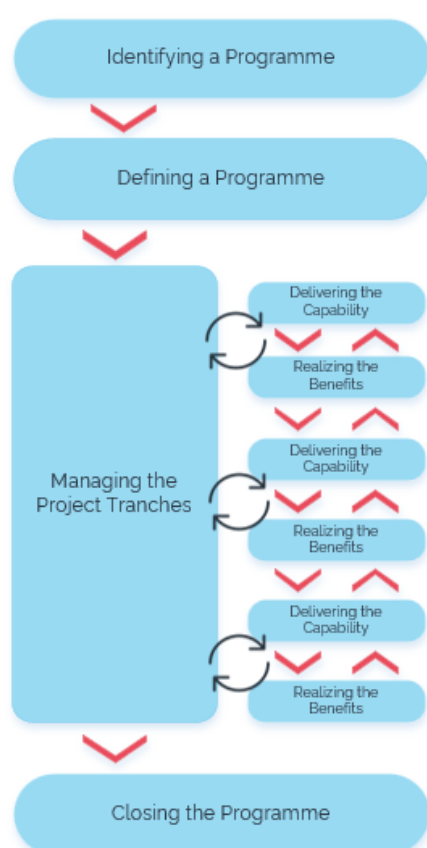 Identifying a Programme
Defining a Programme
Managing the
Project Tranches
Delivering the
Capability
Realizing the
Benefits
Delivering the
Capability
Realizing the
Benefits
Delivering the
Capability
Realizing the
Benefits
Closing the Programme